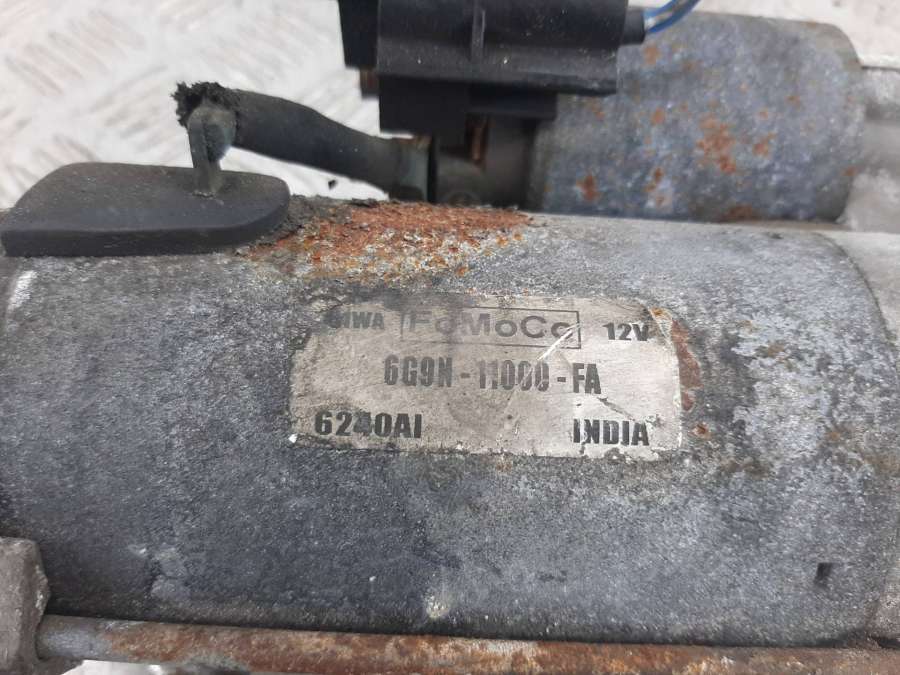 FoMoCo 12V
6G9N-11000-FA
6240AI INDIA